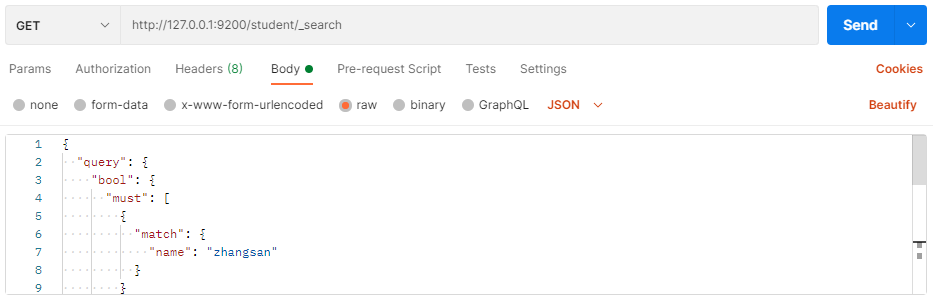 GET http://127.0.0.1:9200/student/_search Send
Params Authorization Headers (8) Body Pre-request Script Tests Settings Cookies
none form-data x-www-form-urlencoded raw binary GraphQL JSON Beautify
1 {
2 "query": {
3 "bool": {
4 "must": [
5 {
6 "match": {
7 "name": "zhangsan"
8 }
9 }